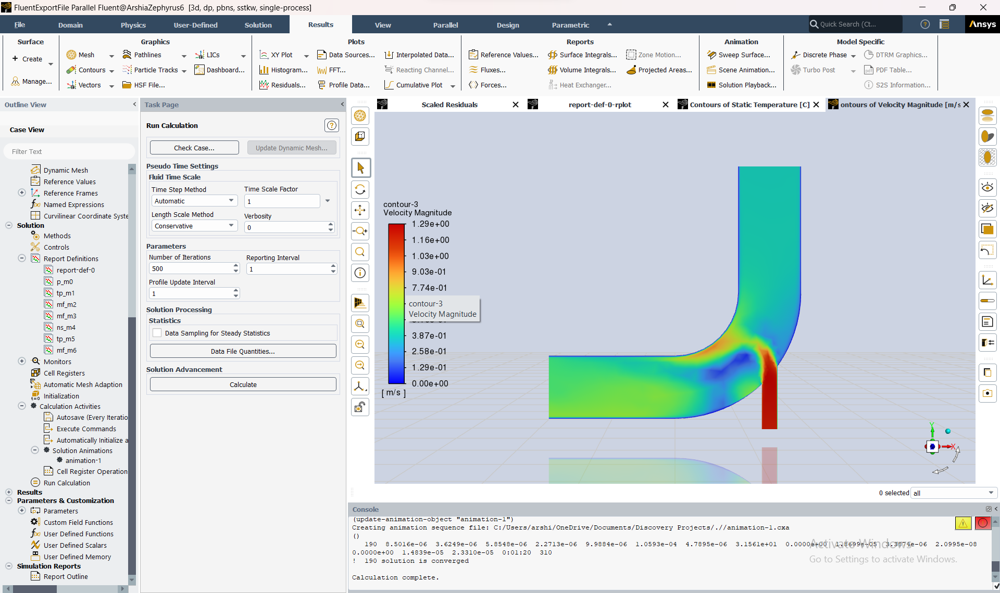 FluentExportFile Parallel Fluent@ArshiaZephyrus6 [3d, dp, pbns, sstkw, single-process]
File Domain Physics User-Defined Solution Results View Parallel Design Parametric Quick Search (Ct... Ansys
Surface Graphics Plots Reports Animation Model Specific
Create Mesh Pathlines LICs XY Plot Data Sources... Interpolated Data... Reference Values... Surface Integrals... Zone Motion... Sweep Surface... Discrete Phase DTRM Graphics...
Contours Particle Tracks Dashboard... Histogram... FFT... Reacting Channel... Fluxes... Volume Integrals... Projected Areas... Scene Animation... Turbo Post PDF Table...
Manage... Vectors HSF File... Residuals... Profile Data... Cumulative Plot Forces... Heat Exchanger... Solution Playback... S2S Information...
Outline View
Case View
Filter Text
Dynamic Mesh
Reference Values
Reference Frames
Named Expressions
Curvilinear Coordinate Syste
Solution
Methods
Controls
Report Definitions
report-def-0
p_m0
tp_m1
mf_m2
mf_m3
ns_m4
tp_m5
mf_m6
Monitors
Cell Registers
Automatic Mesh Adaption
Initialization
Calculation Activities
Autosave (Every Iteratio
Execute Commands
Automatically Initialize a
Solution Animations
animation-1
Cell Register Operation
Run Calculation
Results
Parameters & Customization
Parameters
Custom Field Functions
User Defined Functions
User Defined Scalars
User Defined Memory
Simulation Reports
Report Outline
Task Page
Run Calculation
Check Case... Update Dynamic Mesh...
Pseudo Time Settings
Fluid Time Scale
Time Step Method Time Scale Factor
Automatic 1
Length Scale Method Verbosity
Conservative 0
Parameters
Number of Iterations Reporting Interval
500 1
Profile Update Interval
1
Solution Processing
Statistics
Data Sampling for Steady Statistics
Data File Quantities...
Solution Advancement
Calculate
Scaled Residuals report-def-0-rplot Contours of Static Temperature [C] ontours of Velocity Magnitude [m/s
contour-3
Velocity Magnitude
1.29e+00
1.16e+00
1.03e+00
9.03e-01
7.74e-01
contour-3
Velocity Magnitude
3.87e-01
2.58e-01
1.29e-01
0.00e+00
[ m/s ]
Y
X
Z
0 selected all
Console
(update-animation-object "animation-1")
Creating animation sequence file: C:/Users/arshi/OneDrive/Documents/Discovery Projects/.//animation-1.cxa
()
190 8.5016e-06 3.6249e-06 5.8548e-06 2.2713e-06 9.9884e-06 1.0593e-04 4.7895e-06 3.1561e+01 0.0000e+00 1.8699e-05 3.3874e-06 2.0995e-08
0.0000e+00 1.4839e-05 2.3310e-05 0:01:20 310
! 190 solution is converged
Calculation complete.
Activate Windows
Go to Settings to activate Windows.